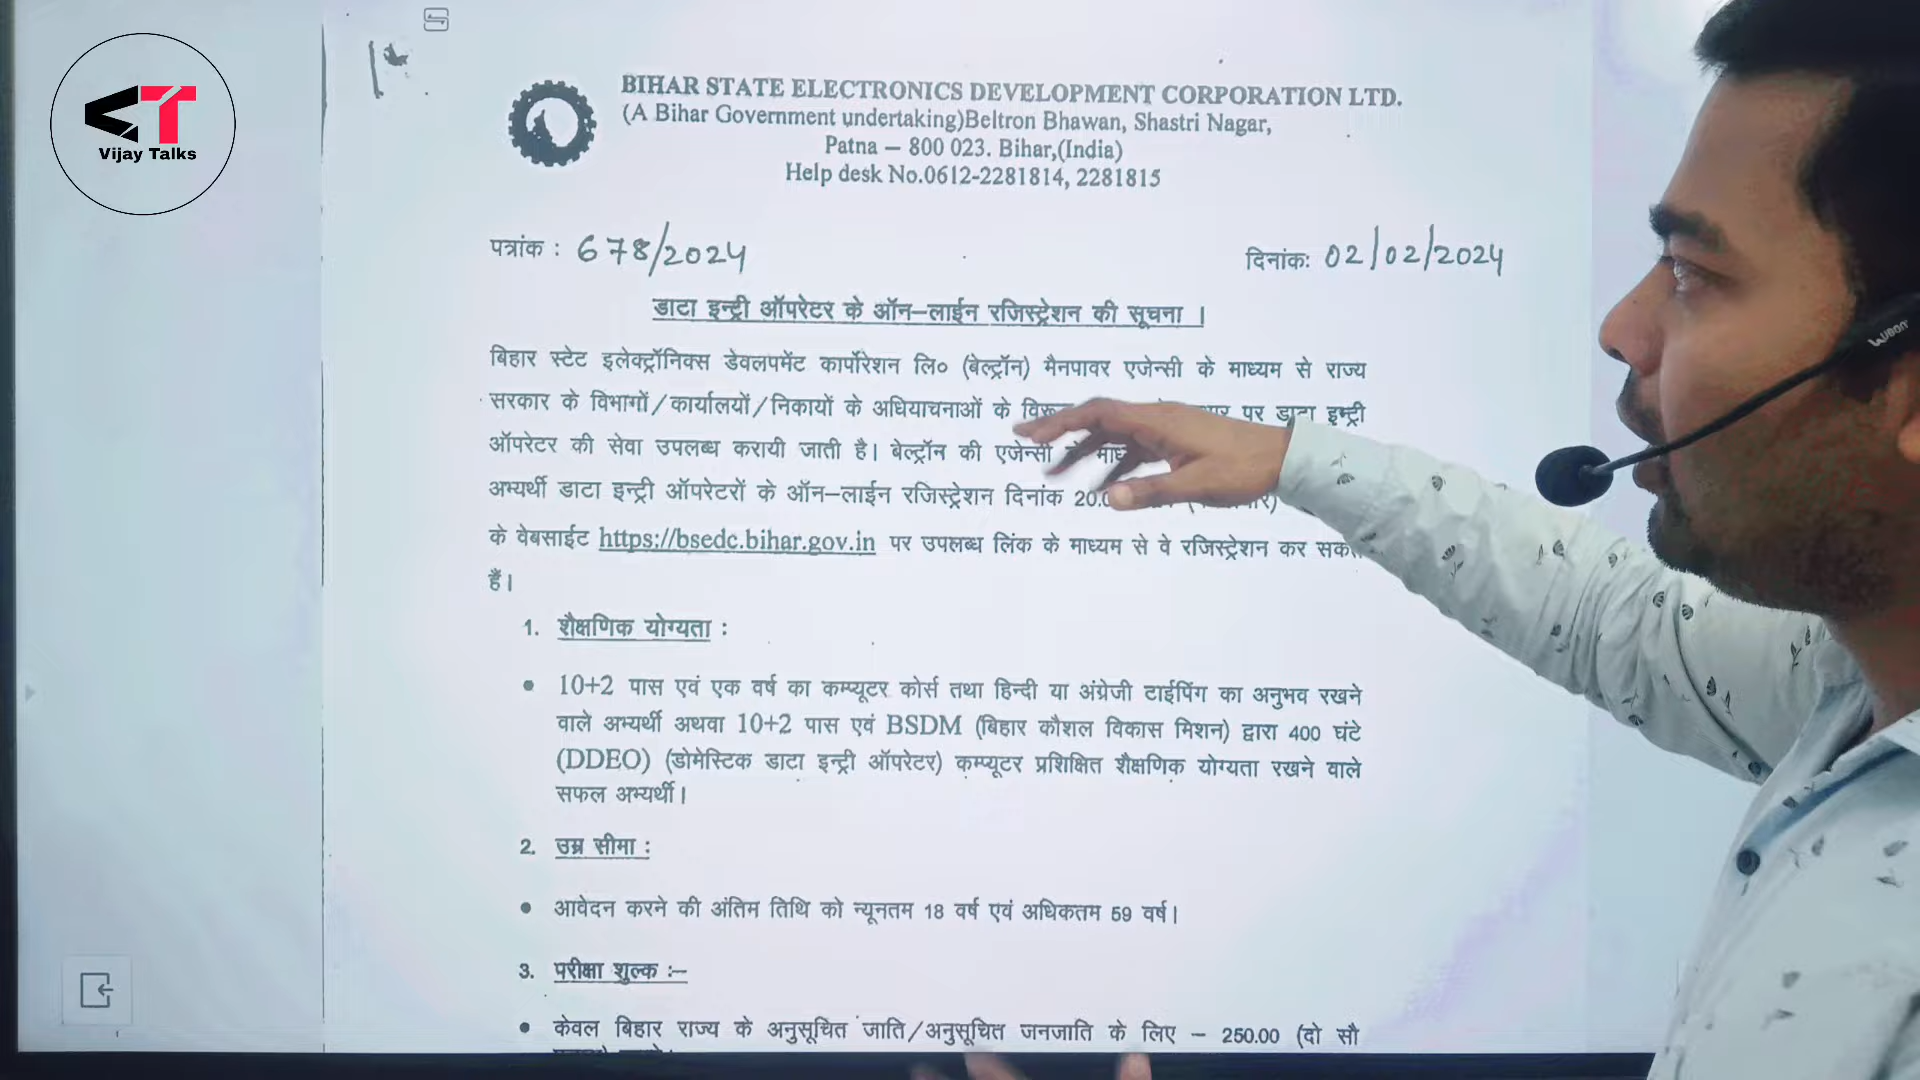 Vijay Talks
BIHAR STATE ELECTRONICS DEVELOPMENT CORPORATION LTD.
(A Bihar Government undertaking)Beltron Bhawan, Shastri Nagar,
Patna – 800 023. Bihar,(India)
Help desk No.0612-2281814, 2281815
पत्रांक : 678/2024
दिनांक: 02/02/2024
डाटा इन्ट्री ऑपरेटर के ऑन–लाईन रजिस्ट्रेशन की सूचना ।
बिहार स्टेट इलेक्ट्रॉनिक्स डेवलपमेंट कार्पोरेशन लि० (बेल्ट्रॉन) मैनपावर एजेन्सी के माध्यम से राज्य
सरकार के विभागों/कार्यालयों/निकायों के अधियाचनाओं के पर डाटा इन्ट्री
ऑपरेटर की सेवा उपलब्ध करायी जाती है। बेल्ट्रॉन की एजेन्सी
अभ्यर्थी डाटा इन्ट्री ऑपरेटरों के ऑन–लाईन रजिस्ट्रेशन दिनांक
के वेबसाईट https://bsedc.bihar.gov.in पर उपलब्ध लिंक के माध्यम से वे रजिस्ट्रेशन कर
हैं।
1. शैक्षणिक योग्यता :
• 10+2 पास एवं एक वर्ष का कम्प्यूटर कोर्स तथा हिन्दी या अंग्रेजी टाईपिंग का अनुभव रखने
वाले अभ्यर्थी अथवा 10+2 पास एवं BSDM (बिहार कौशल विकास मिशन) द्वारा 400 घंटे
(DDEO) (डोमेस्टिक डाटा इन्ट्री ऑपरेटर) कम्प्यूटर प्रशिक्षित शैक्षणिक योग्यता रखने वाले
सफल अभ्यर्थी।
2. उम्र सीमा :
• आवेदन करने की अंतिम तिथि को न्यूनतम 18 वर्ष एवं अधिकतम 59 वर्ष।
3. परीक्षा शुल्क :–
• केवल बिहार राज्य के अनुसूचित जाति/अनुसूचित जनजाति के लिए – 250.00 (दो सौ